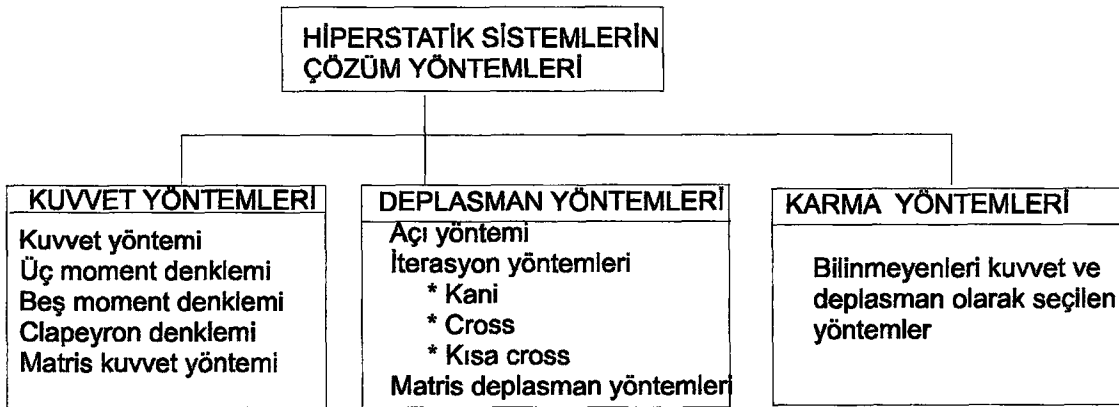 HİPERSTATİK SİSTEMLERİN
ÇÖZÜM YÖNTEMLERİ
KUVVET YÖNTEMLERİ
Kuvvet yöntemi
Üç moment denklemi
Beş moment denklemi
Clapeyron denklemi
Matris kuvvet yöntemi
DEPLASMAN YÖNTEMLERİ
Açı yöntemi
İterasyon yöntemleri
* Kani
* Cross
* Kısa cross
Matris deplasman yöntemleri
KARMA YÖNTEMLERİ
Bilinmeyenleri kuvvet ve
deplasman olarak seçilen
yöntemler